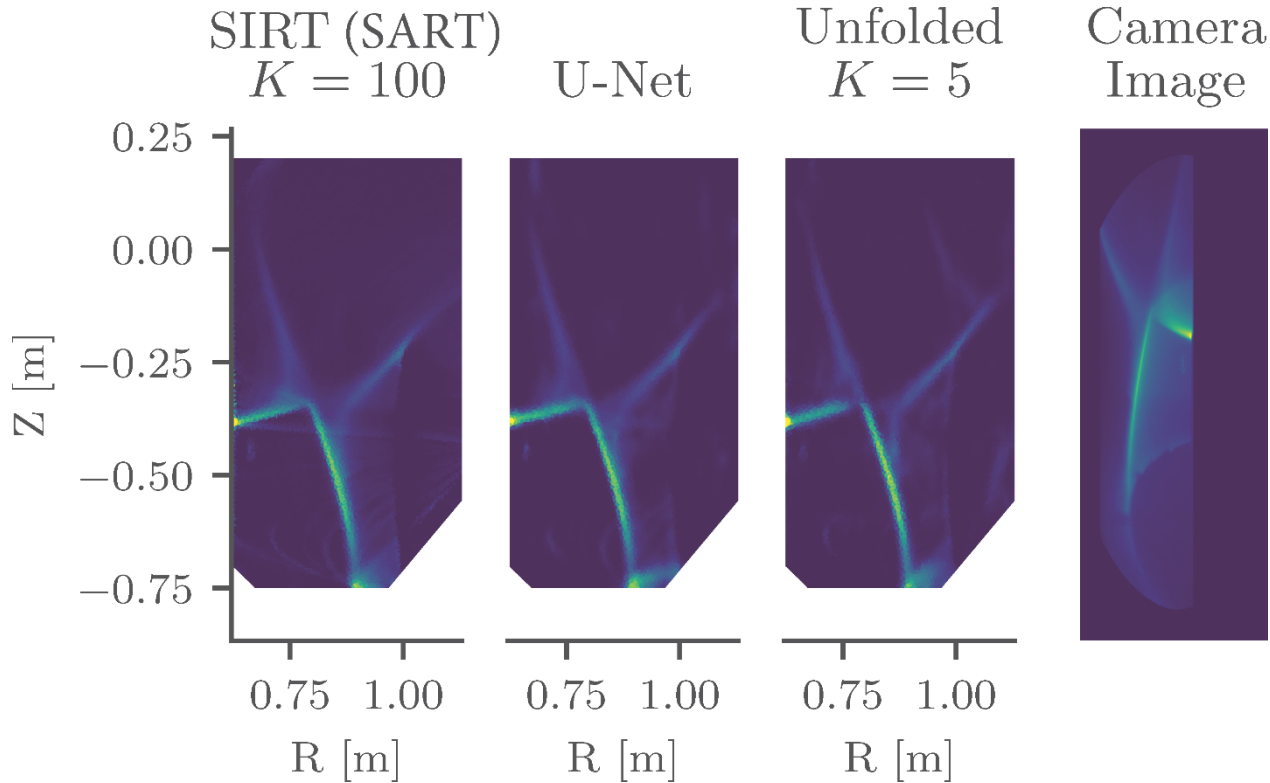 SIRT (SART)
K = 100
U-Net
Unfolded
K = 5
Camera
Image
0.25
0.00
−0.25
−0.50
−0.75
Z [m]
0.75 1.00
0.75 1.00
0.75 1.00
R [m]
R [m]
R [m]